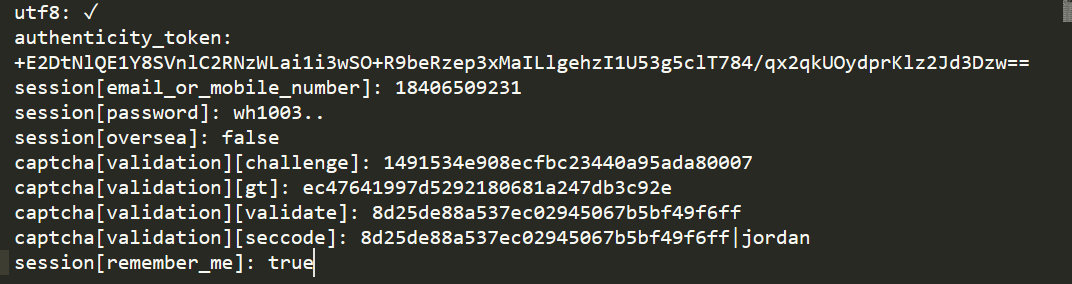 utf8: ✓
authenticity_token:
+E2DtNlQE1Y8SVnlC2RNzWLai1i3wSO+R9beRzep3xMaILlgehzI1U53g5clT784/qx2qkUOydprKlz2Jd3Dzw==
session[email_or_mobile_number]: 18406509231
session[password]: wh1003..
session[oversea]: false
captcha[validation][challenge]: 1491534e908ecfbc23440a95ada80007
captcha[validation][gt]: ec47641997d5292180681a247db3c92e
captcha[validation][validate]: 8d25de88a537ec02945067b5bf49f6ff
captcha[validation][seccode]: 8d25de88a537ec02945067b5bf49f6ff|jordan
session[remember_me]: true